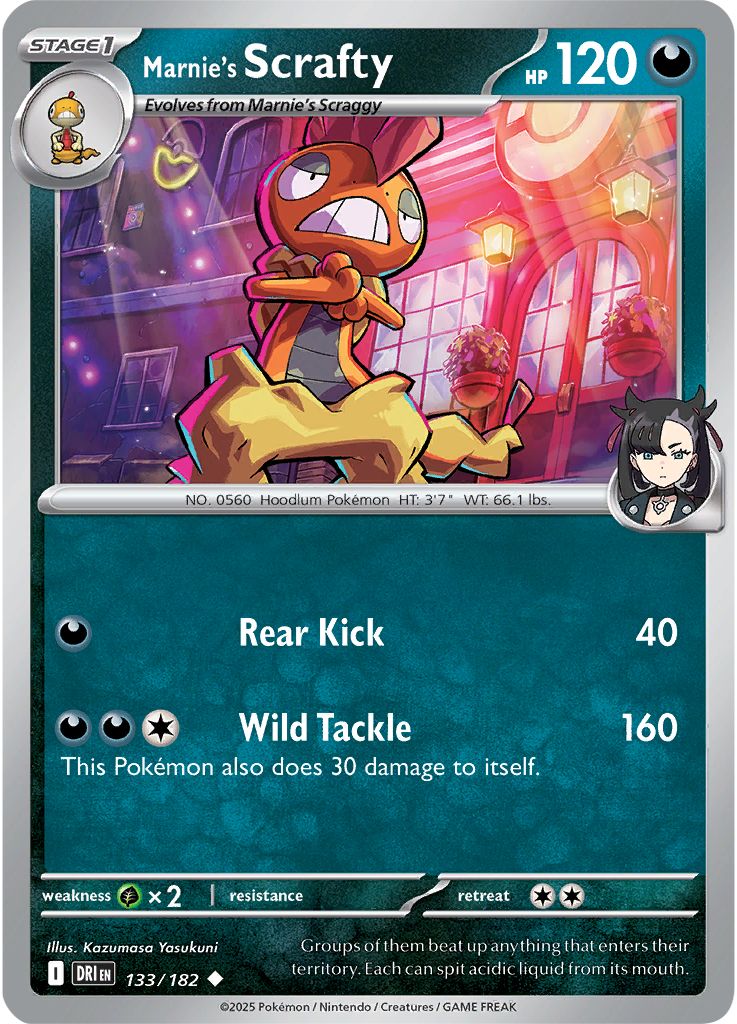 STAGE1
Marnie's Scrafty
HP 120
Evolves from Marnie's Scraggy
NO. 0560 Hoodlum Pokémon HT: 3'7" WT: 66.1 lbs.
Rear Kick 40
Wild Tackle 160
This Pokémon also does 30 damage to itself.
weakness ×2 resistance retreat
Illus. Kazumasa Yasukuni
Groups of them beat up anything that enters their
territory. Each can spit acidic liquid from its mouth.
I DRI EN 133/182
©2025 Pokémon / Nintendo / Creatures / GAME FREAK